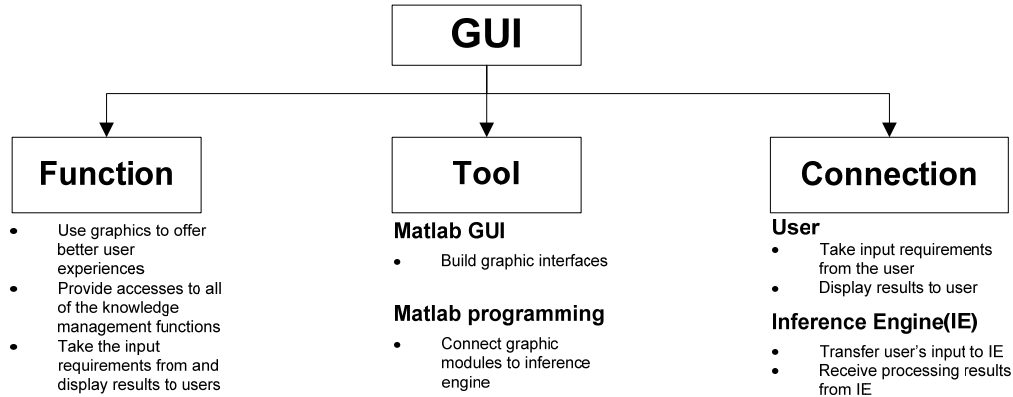 GUI
Function
• Use graphics to offer
better user
experiences
• Provide accesses to all
of the knowledge
management functions
• Take the input
requirements from and
display results to users
Tool
Matlab GUI
• Build graphic interfaces
Matlab programming
• Connect graphic
modules to inference
engine
Connection
User
• Take input requirements
from the user
• Display results to user
Inference Engine(IE)
• Transfer user's input to IE
• Receive processing results
from IE